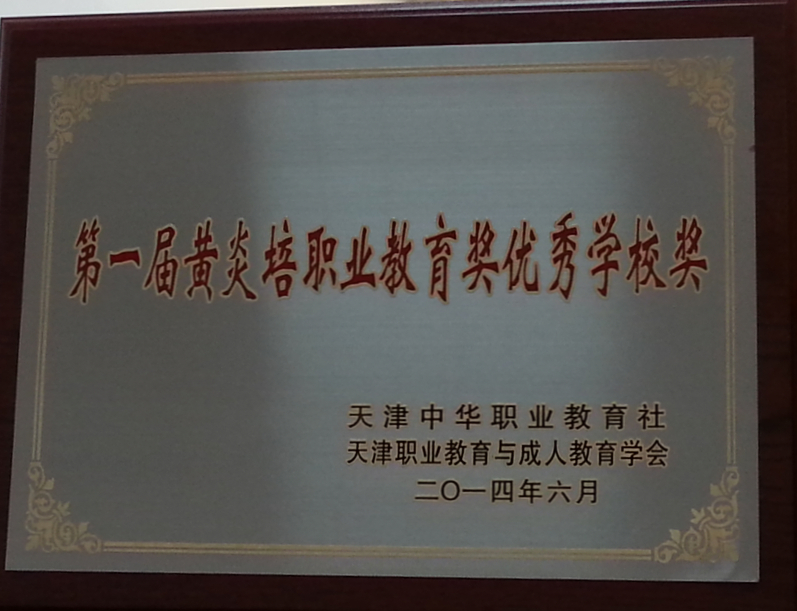 第一届黄炎培职业教育奖优秀学校奖
天津中华职业教育社
天津职业教育与成人教育学会
二〇一四年六月